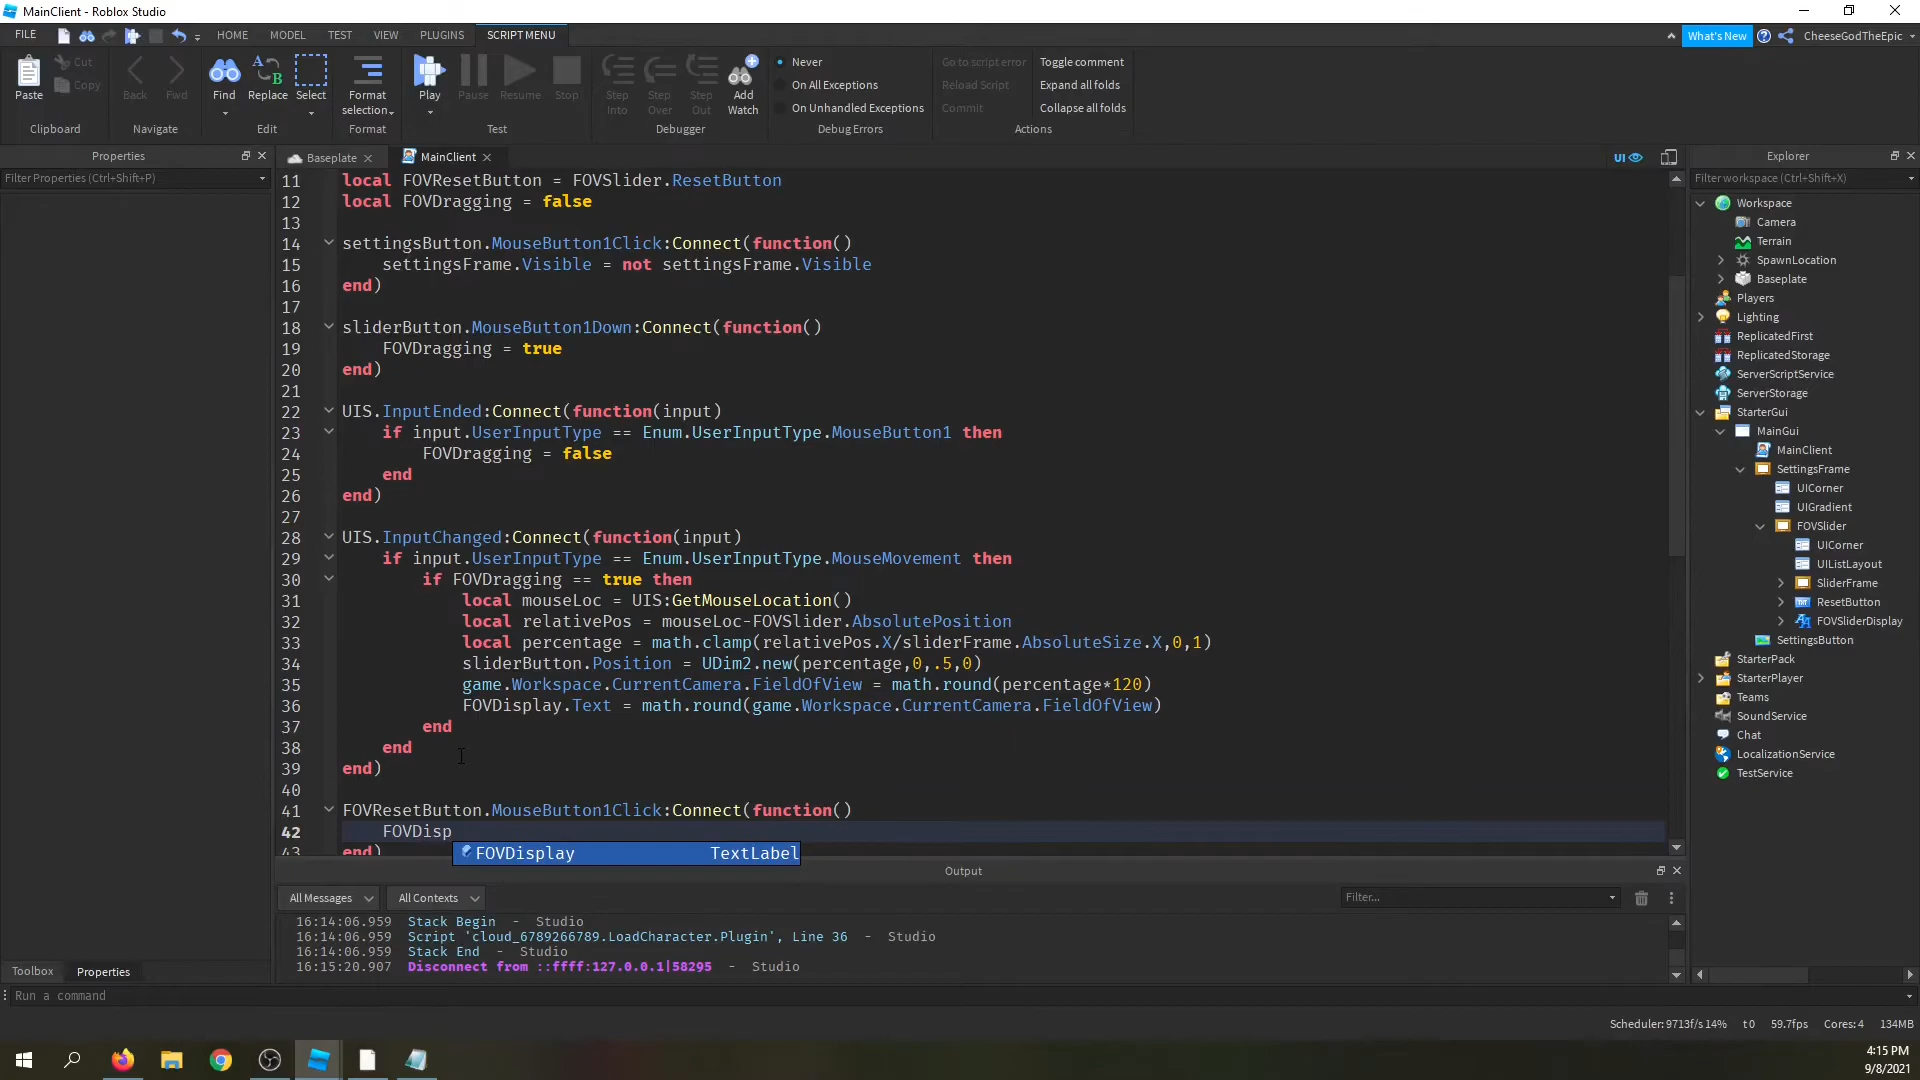 MainClient - Roblox Studio
FILE HOME MODEL TEST VIEW PLUGINS SCRIPT MENU What's New CheeseGodTheEpic
Cut
Copy
Paste
Clipboard
Back Fwd
Navigate
Find Replace Select
Edit
Format selection
Format
Play Pause Resume Stop
Test
Step Into
Step Over
Step Out
Add Watch
Debugger
Never
On All Exceptions
On Unhandled Exceptions
Debug Errors
Go to script error
Reload Script
Commit
Toggle comment
Expand all folds
Collapse all folds
Actions
Properties
Filter Properties (Ctrl+Shift+P)
Toolbox Properties
Baseplate MainClient UI
11 local FOVResetButton = FOVSlider.ResetButton
12 local FOVDragging = false
13
14 settingsButton.MouseButton1Click:Connect(function()
15 settingsFrame.Visible = not settingsFrame.Visible
16 end)
17
18 sliderButton.MouseButton1Down:Connect(function()
19 FOVDragging = true
20 end)
21
22 UIS.InputEnded:Connect(function(input)
23 if input.UserInputType == Enum.UserInputType.MouseButton1 then
24 FOVDragging = false
25 end
26 end)
27
28 UIS.InputChanged:Connect(function(input)
29 if input.UserInputType == Enum.UserInputType.MouseMovement then
30 if FOVDragging == true then
31 local mouseLoc = UIS:GetMouseLocation()
32 local relativePos = mouseLoc-FOVSlider.AbsolutePosition
33 local percentage = math.clamp(relativePos.X/sliderFrame.AbsoluteSize.X,0,1)
34 sliderButton.Position = UDim2.new(percentage,0,.5,0)
35 game.Workspace.CurrentCamera.FieldOfView = math.round(percentage*120)
36 FOVDisplay.Text = math.round(game.Workspace.CurrentCamera.FieldOfView)
37 end
38 end
39 end)
40
41 FOVResetButton.MouseButton1Click:Connect(function()
42 FOVDisp
43 end)
FOVDisplay TextLabel
Output
All Messages All Contexts Filter...
16:14:06.959 Stack Begin - Studio
16:14:06.959 Script 'cloud_6789266789.LoadCharacter.Plugin', Line 36 - Studio
16:14:06.959 Stack End - Studio
16:15:20.907 Disconnect from ::ffff:127.0.0.1|58295 - Studio
Explorer
Filter workspace (Ctrl+Shift+X)
Workspace
Camera
Terrain
SpawnLocation
Baseplate
Players
Lighting
ReplicatedFirst
ReplicatedStorage
ServerScriptService
ServerStorage
StarterGui
MainGui
MainClient
SettingsFrame
UICorner
UIGradient
FOVSlider
UICorner
UIListLayout
SliderFrame
ResetButton
FOVSliderDisplay
SettingsButton
StarterPack
StarterPlayer
Teams
SoundService
Chat
LocalizationService
TestService
Run a command
Scheduler: 9713f/s 14% t0 59.7fps Cores: 4 134MB
4:15 PM
9/8/2021